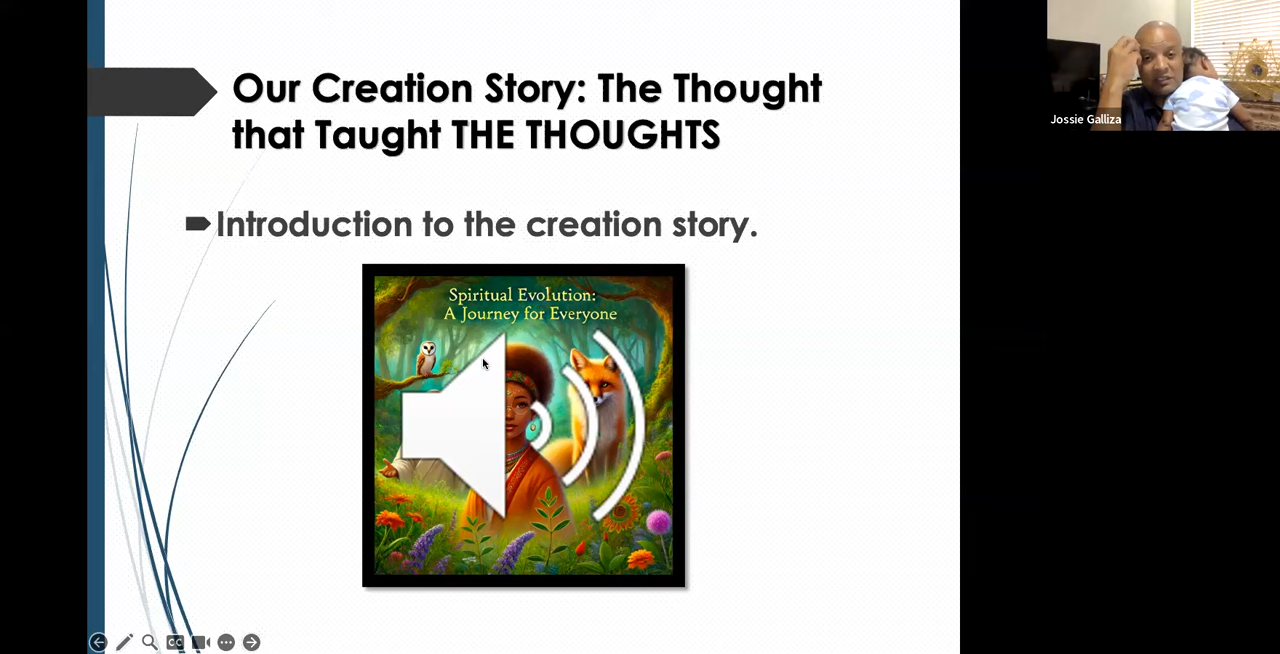 Our Creation Story: The Thought
that Taught THE THOUGHTS
Introduction to the creation story.
Spiritual Evolution:
A Journey for Everyone
Jossie Galliza
CC